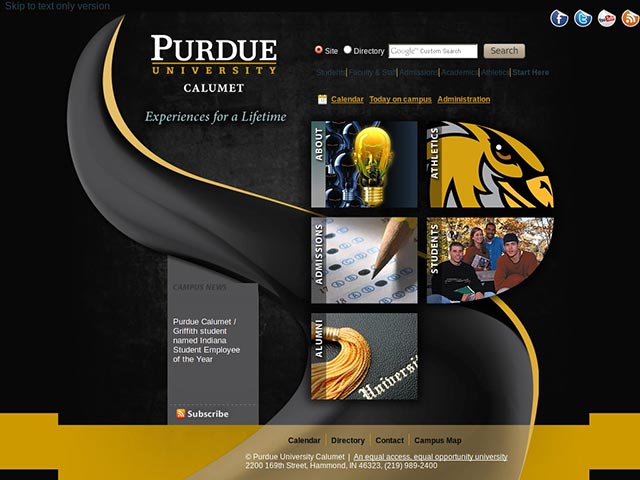 Skip to text only version
PURDUE
UNIVERSITY
CALUMET
Experiences for a Lifetime
Site Directory Google™ Custom Search Search
Students Faculty & Staff Admissions Academics Athletics Start Here
Calendar Today on campus Administration
ABOUT
ATHLETICS
ADMISSIONS
STUDENTS
ALUMNI
University
CAMPUS NEWS
Purdue Calumet /
Griffith student
named Indiana
Student Employee
of the Year
Subscribe
Calendar Directory Contact Campus Map
© Purdue University Calumet | An equal access, equal opportunity university
2200 169th Street, Hammond, IN 46323, (219) 989-2400